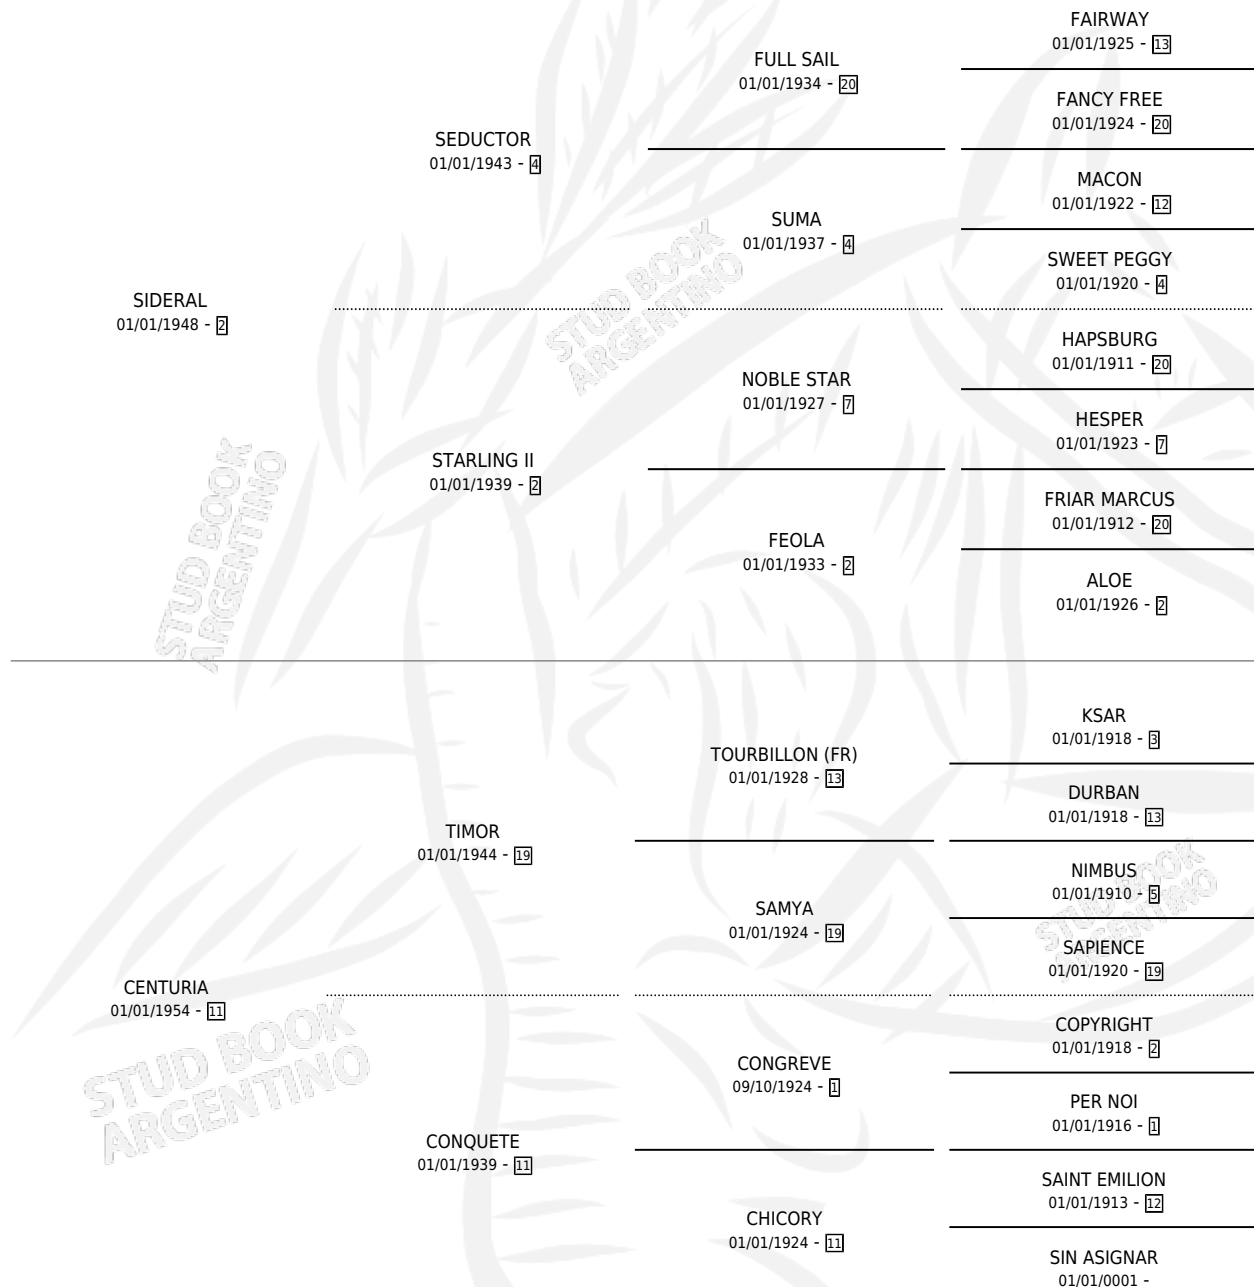 FAIRWAY
01/01/1925 - 13
FULL SAIL
01/01/1934 - 20
FANCY FREE
01/01/1924 - 20
SEDUCTOR
01/01/1943 - 4
MACON
01/01/1922 - 12
SUMA
01/01/1937 - 4
SWEET PEGGY
01/01/1920 - 4
STUD BOOK
ARGENTINO
SIDERAL
01/01/1948 - 2
HAPSBURG
01/01/1911 - 20
NOBLE STAR
01/01/1927 - 7
HESPER
01/01/1923 - 7
STARLING II
01/01/1939 - 2
FRIAR MARCUS
01/01/1912 - 20
FEOLA
01/01/1933 - 2
ALOE
01/01/1926 - 2
STUD BOOK
ARGENTINO
KSAR
01/01/1918 - 3
TOURBILLON (FR)
01/01/1928 - 13
DURBAN
01/01/1918 - 13
TIMOR
01/01/1944 - 19
NIMBUS
01/01/1910 - 5
SAMYA
01/01/1924 - 19
SAPIENCE
01/01/1920 - 19
STUD BOOK
ARGENTINO
CENTURIA
01/01/1954 - 11
COPYRIGHT
01/01/1918 - 2
CONGREVE
09/10/1924 - 1
PER NOI
01/01/1916 - 1
STUD BOOK
ARGENTINO
CONQUETE
01/01/1939 - 11
SAINT EMILION
01/01/1913 - 12
CHICORY
01/01/1924 - 11
SIN ASIGNAR
01/01/0001 -